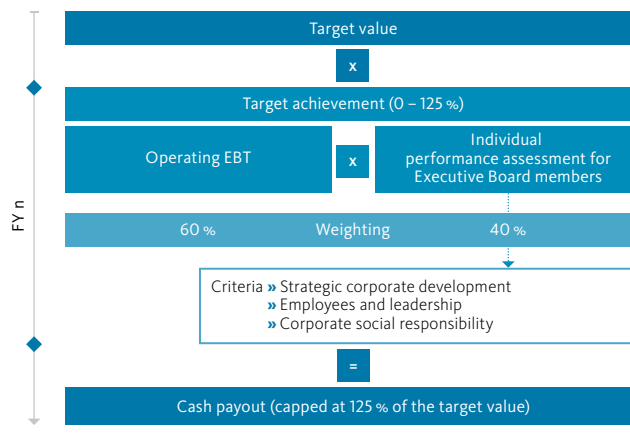 Target value
x
Target achievement (0 – 125 %)
Operating EBT
x
Individual
performance assessment for
Executive Board members
FY n
60 % Weighting 40 %
Criteria » Strategic corporate development
» Employees and leadership
» Corporate social responsibility
=
Cash payout (capped at 125 % of the target value)